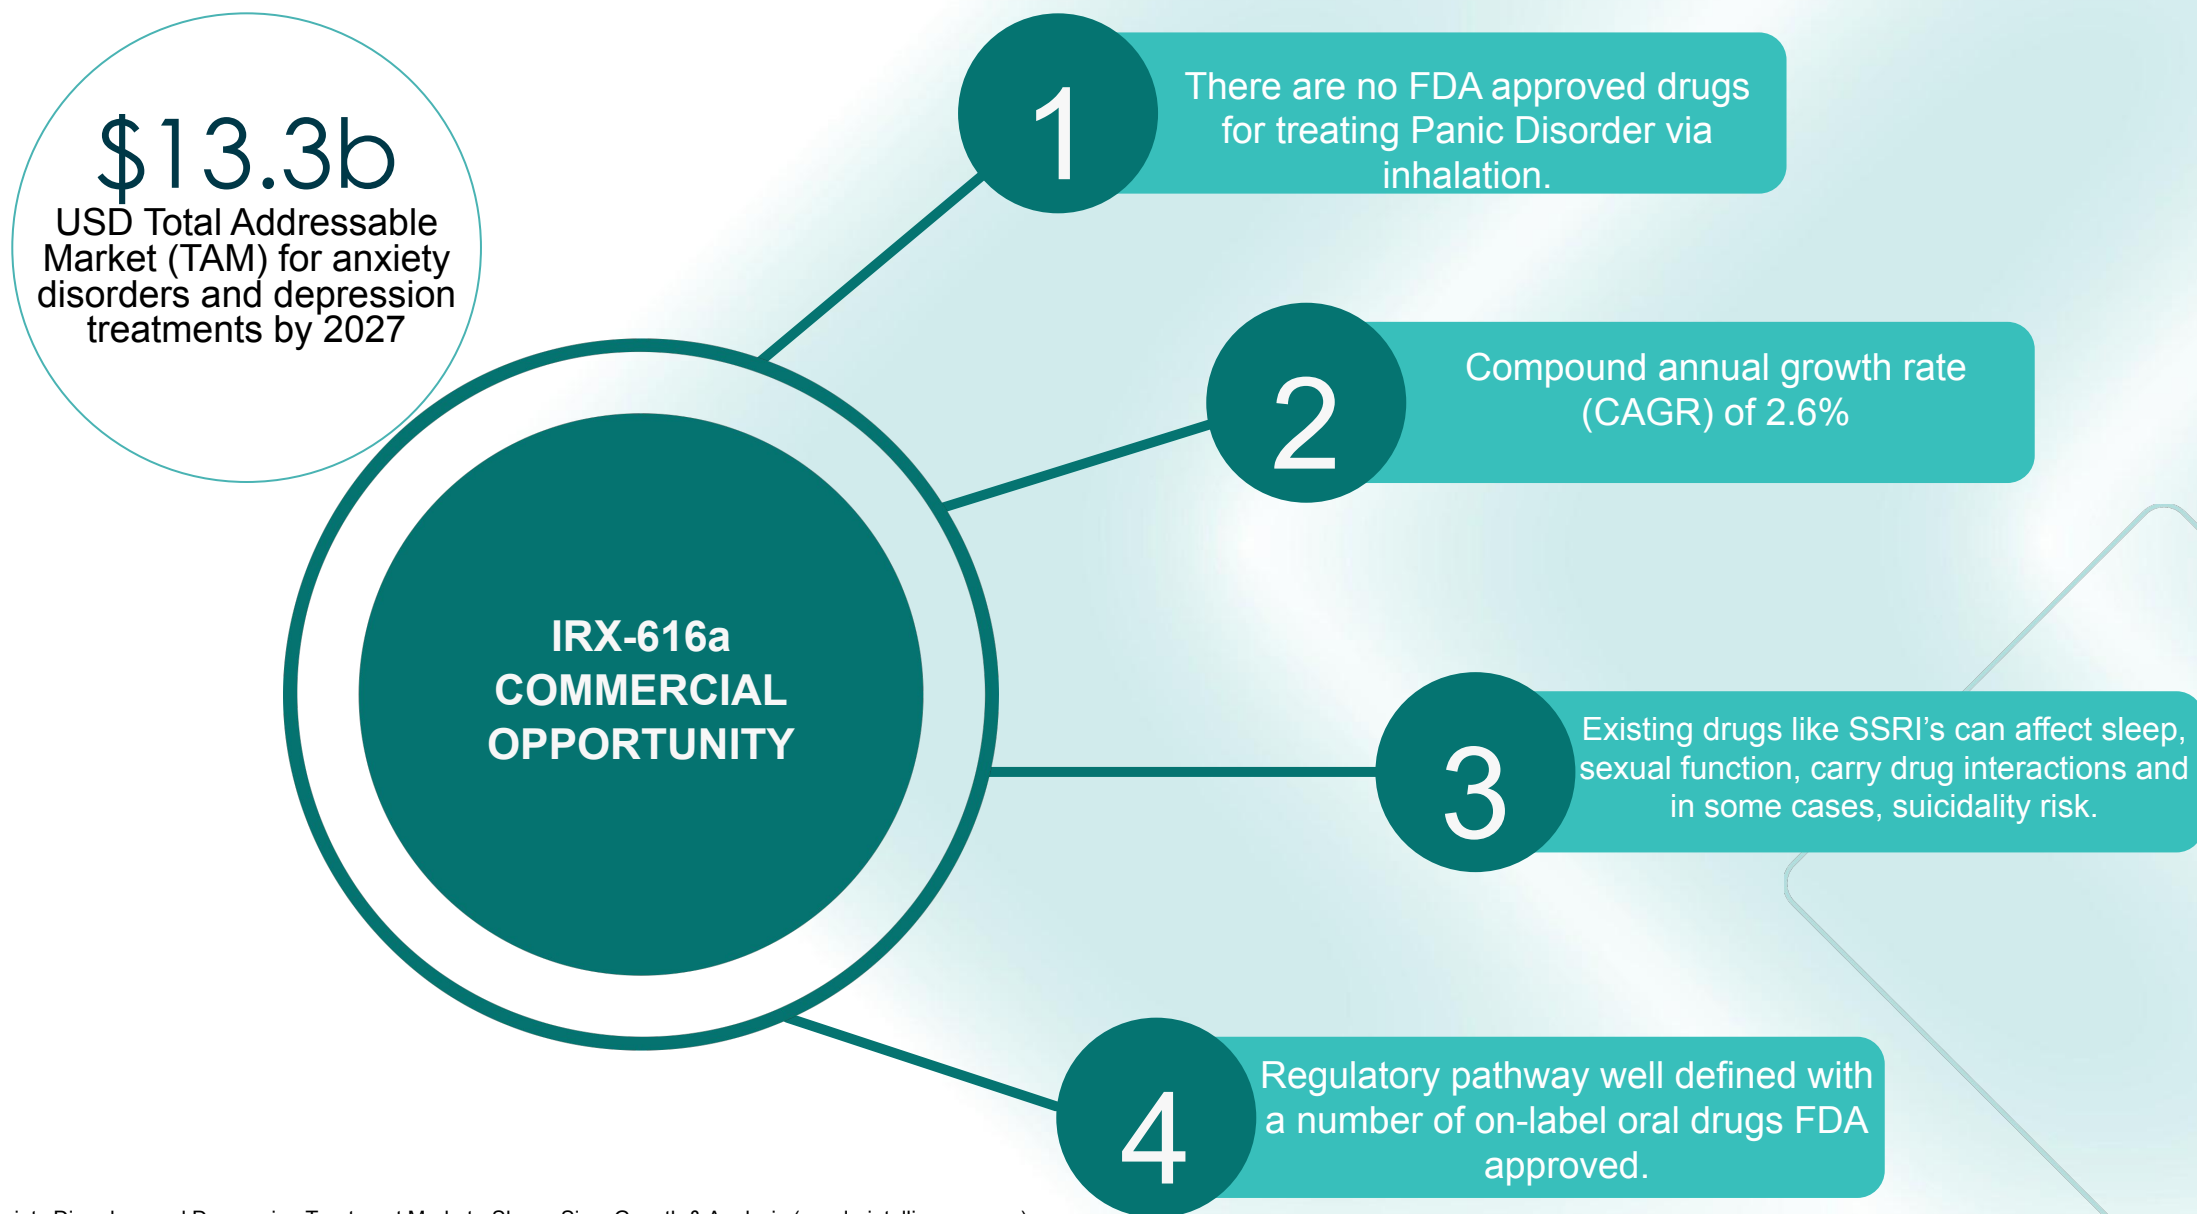 $13.3b
USD Total Addressable
Market (TAM) for anxiety
disorders and depression
treatments by 2027
1
There are no FDA approved drugs
for treating Panic Disorder via
inhalation.
2
Compound annual growth rate
(CAGR) of 2.6%
IRX-616a
COMMERCIAL
OPPORTUNITY
3
Existing drugs like SSRI’s can affect sleep,
sexual function, carry drug interactions and
in some cases, suicidality risk.
4
Regulatory pathway well defined with
a number of on-label oral drugs FDA
approved.